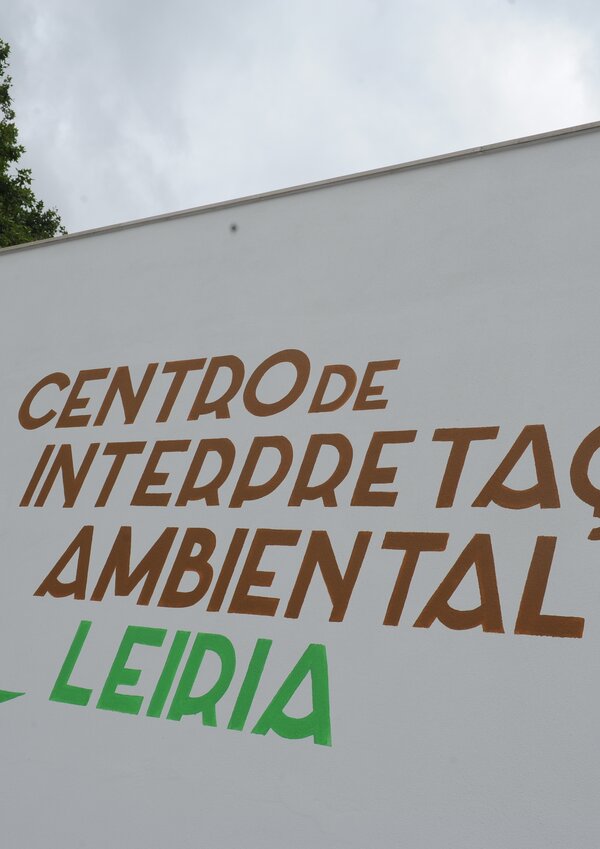 CENTRO DE
INTERPRETAÇ
AMBIENTAL
LEIRIA